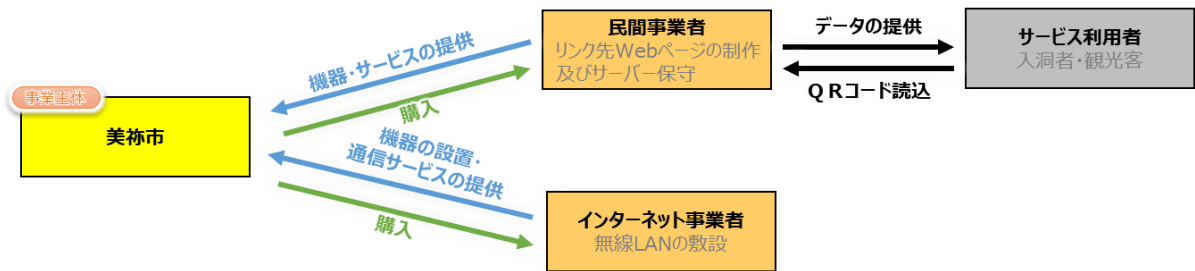 事業主体
美祢市
機器・サービスの提供
購入
機器の設置・
通信サービスの提供
購入
民間事業者
リンク先Webページの制作
及びサーバー保守
データの提供
QRコード読込
サービス利用者
入洞者・観光客
インターネット事業者
無線LANの敷設